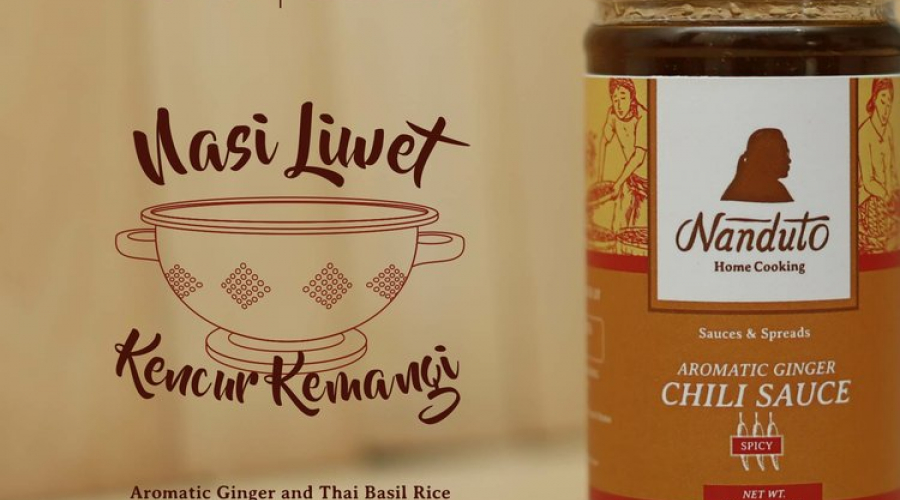 Nasi Liwet
Kencur Kemangi
Aromatic Ginger and Thai Basil Rice
Nanduto
Home Cooking
Sauces & Spreads
AROMATIC GINGER
CHILI SAUCE
SPICY
NET WT.